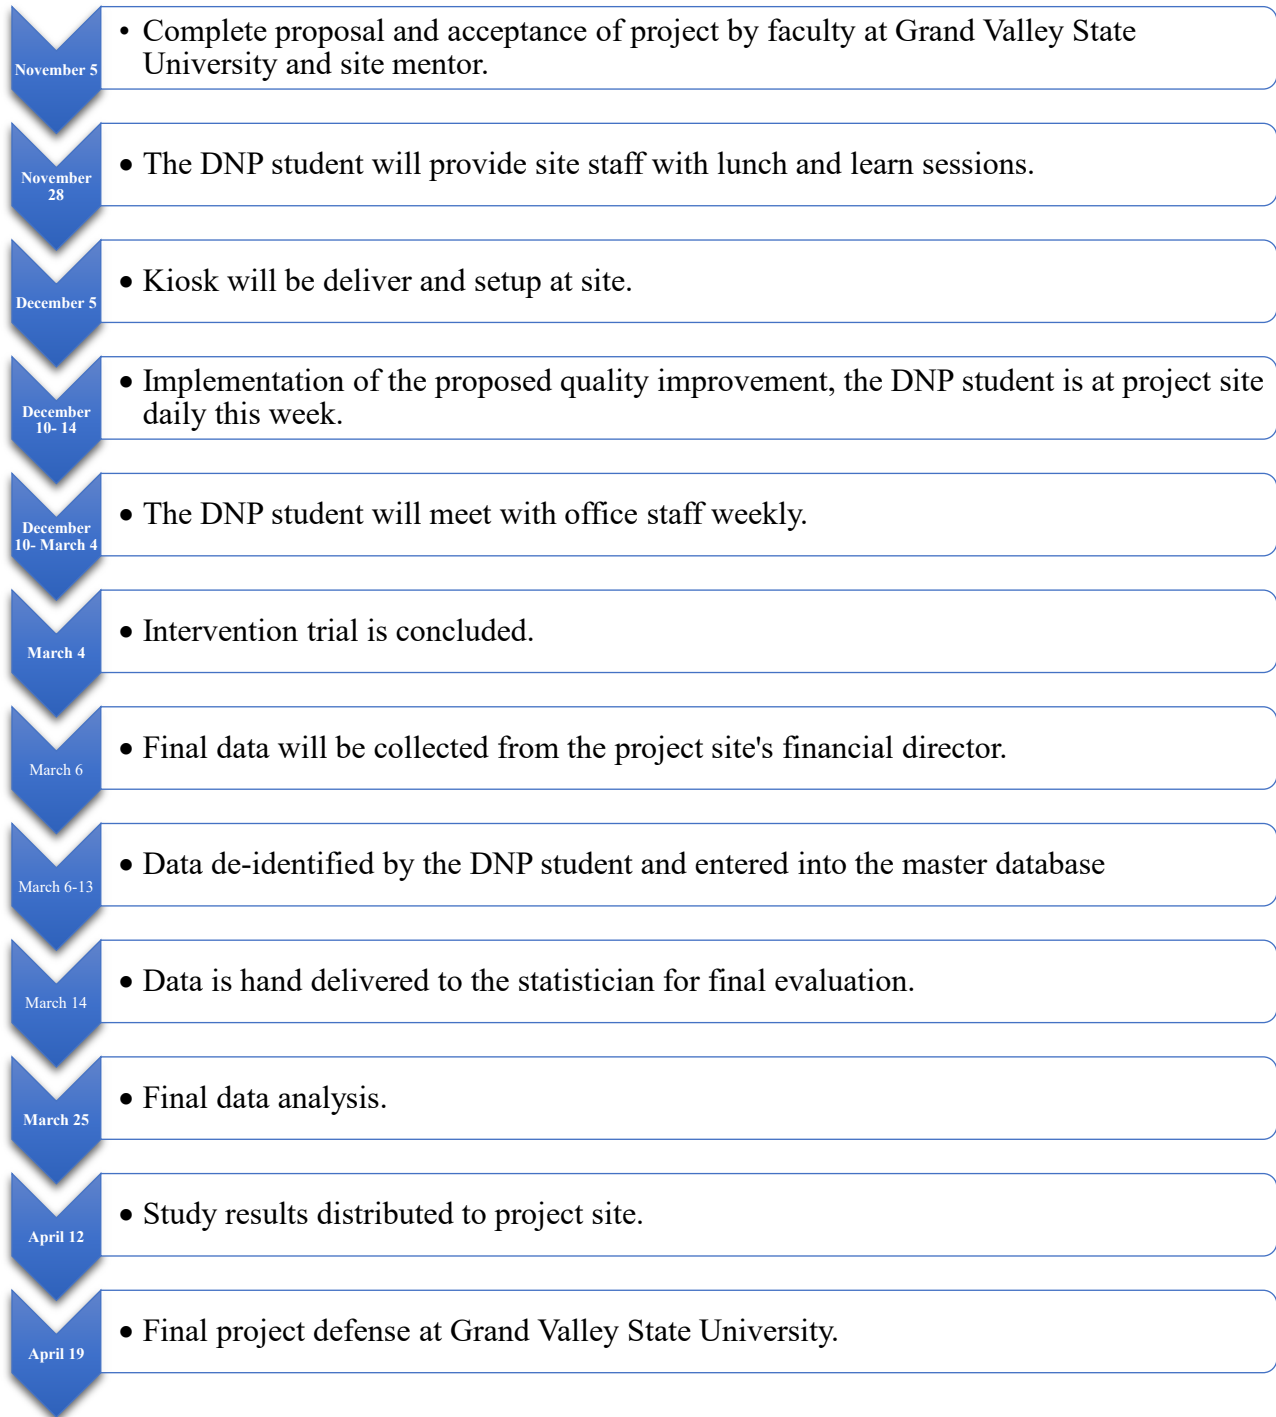 November 5
• Complete proposal and acceptance of project by faculty at Grand Valley State
University and site mentor.
November
28
• The DNP student will provide site staff with lunch and learn sessions.
December 5
• Kiosk will be deliver and setup at site.
December
10- 14
• Implementation of the proposed quality improvement, the DNP student is at project site
daily this week.
December
10- March 4
• The DNP student will meet with office staff weekly.
March 4
• Intervention trial is concluded.
March 6
• Final data will be collected from the project site's financial director.
March 6-13
• Data de-identified by the DNP student and entered into the master database
March 14
• Data is hand delivered to the statistician for final evaluation.
March 25
• Final data analysis.
April 12
• Study results distributed to project site.
April 19
• Final project defense at Grand Valley State University.